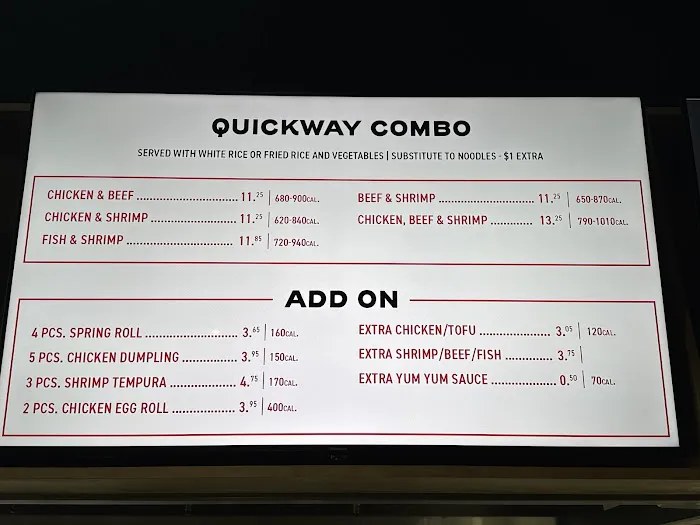 QUICKWAY COMBO
SERVED WITH WHITE RICE OR FRIED RICE AND VEGETABLES | SUBSTITUTE TO NOODLES - $1 EXTRA
CHICKEN & BEEF ............................ 11.25 | 680-900CAL.
CHICKEN & SHRIMP ........................ 11.25 | 620-840CAL.
FISH & SHRIMP ............................. 11.85 | 720-940CAL.
BEEF & SHRIMP .......................... 11.25 | 650-870CAL.
CHICKEN, BEEF & SHRIMP ............ 13.25 | 790-1010CAL.
ADD ON
4 PCS. SPRING ROLL ........................ 3.65 | 160CAL.
5 PCS. CHICKEN DUMPLING .............. 3.95 | 150CAL.
3 PCS. SHRIMP TEMPURA ................. 4.75 | 170CAL.
2 PCS. CHICKEN EGG ROLL ................ 3.95 | 400CAL.
EXTRA CHICKEN/TOFU .................. 3.05 | 120CAL.
EXTRA SHRIMP/BEEF/FISH ............ 3.75 |
EXTRA YUM YUM SAUCE ................. 0.50 | 70CAL.